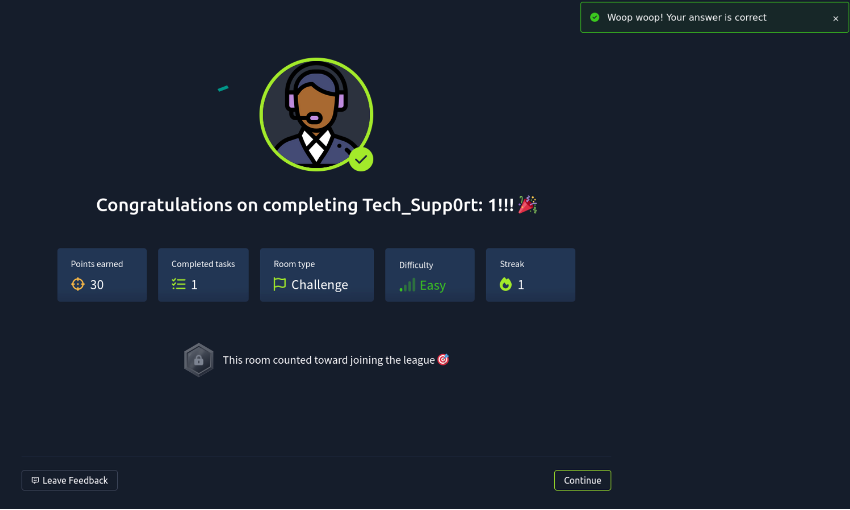 Woop woop! Your answer is correct ×
Congratulations on completing Tech_Supp0rt: 1!!! 🎉
Points earned
30
Completed tasks
1
Room type
Challenge
Difficulty
Easy
Streak
1
This room counted toward joining the league 🎯
Leave Feedback
Continue